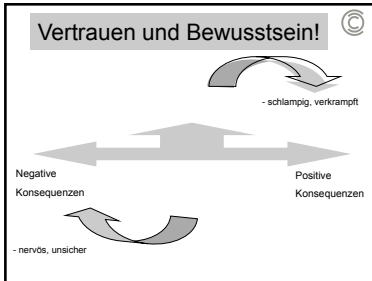 Vertrauen und Bewusstsein!
©
- schlampig, verkrampft
Negative
Konsequenzen
Positive
Konsequenzen
- nervös, unsicher